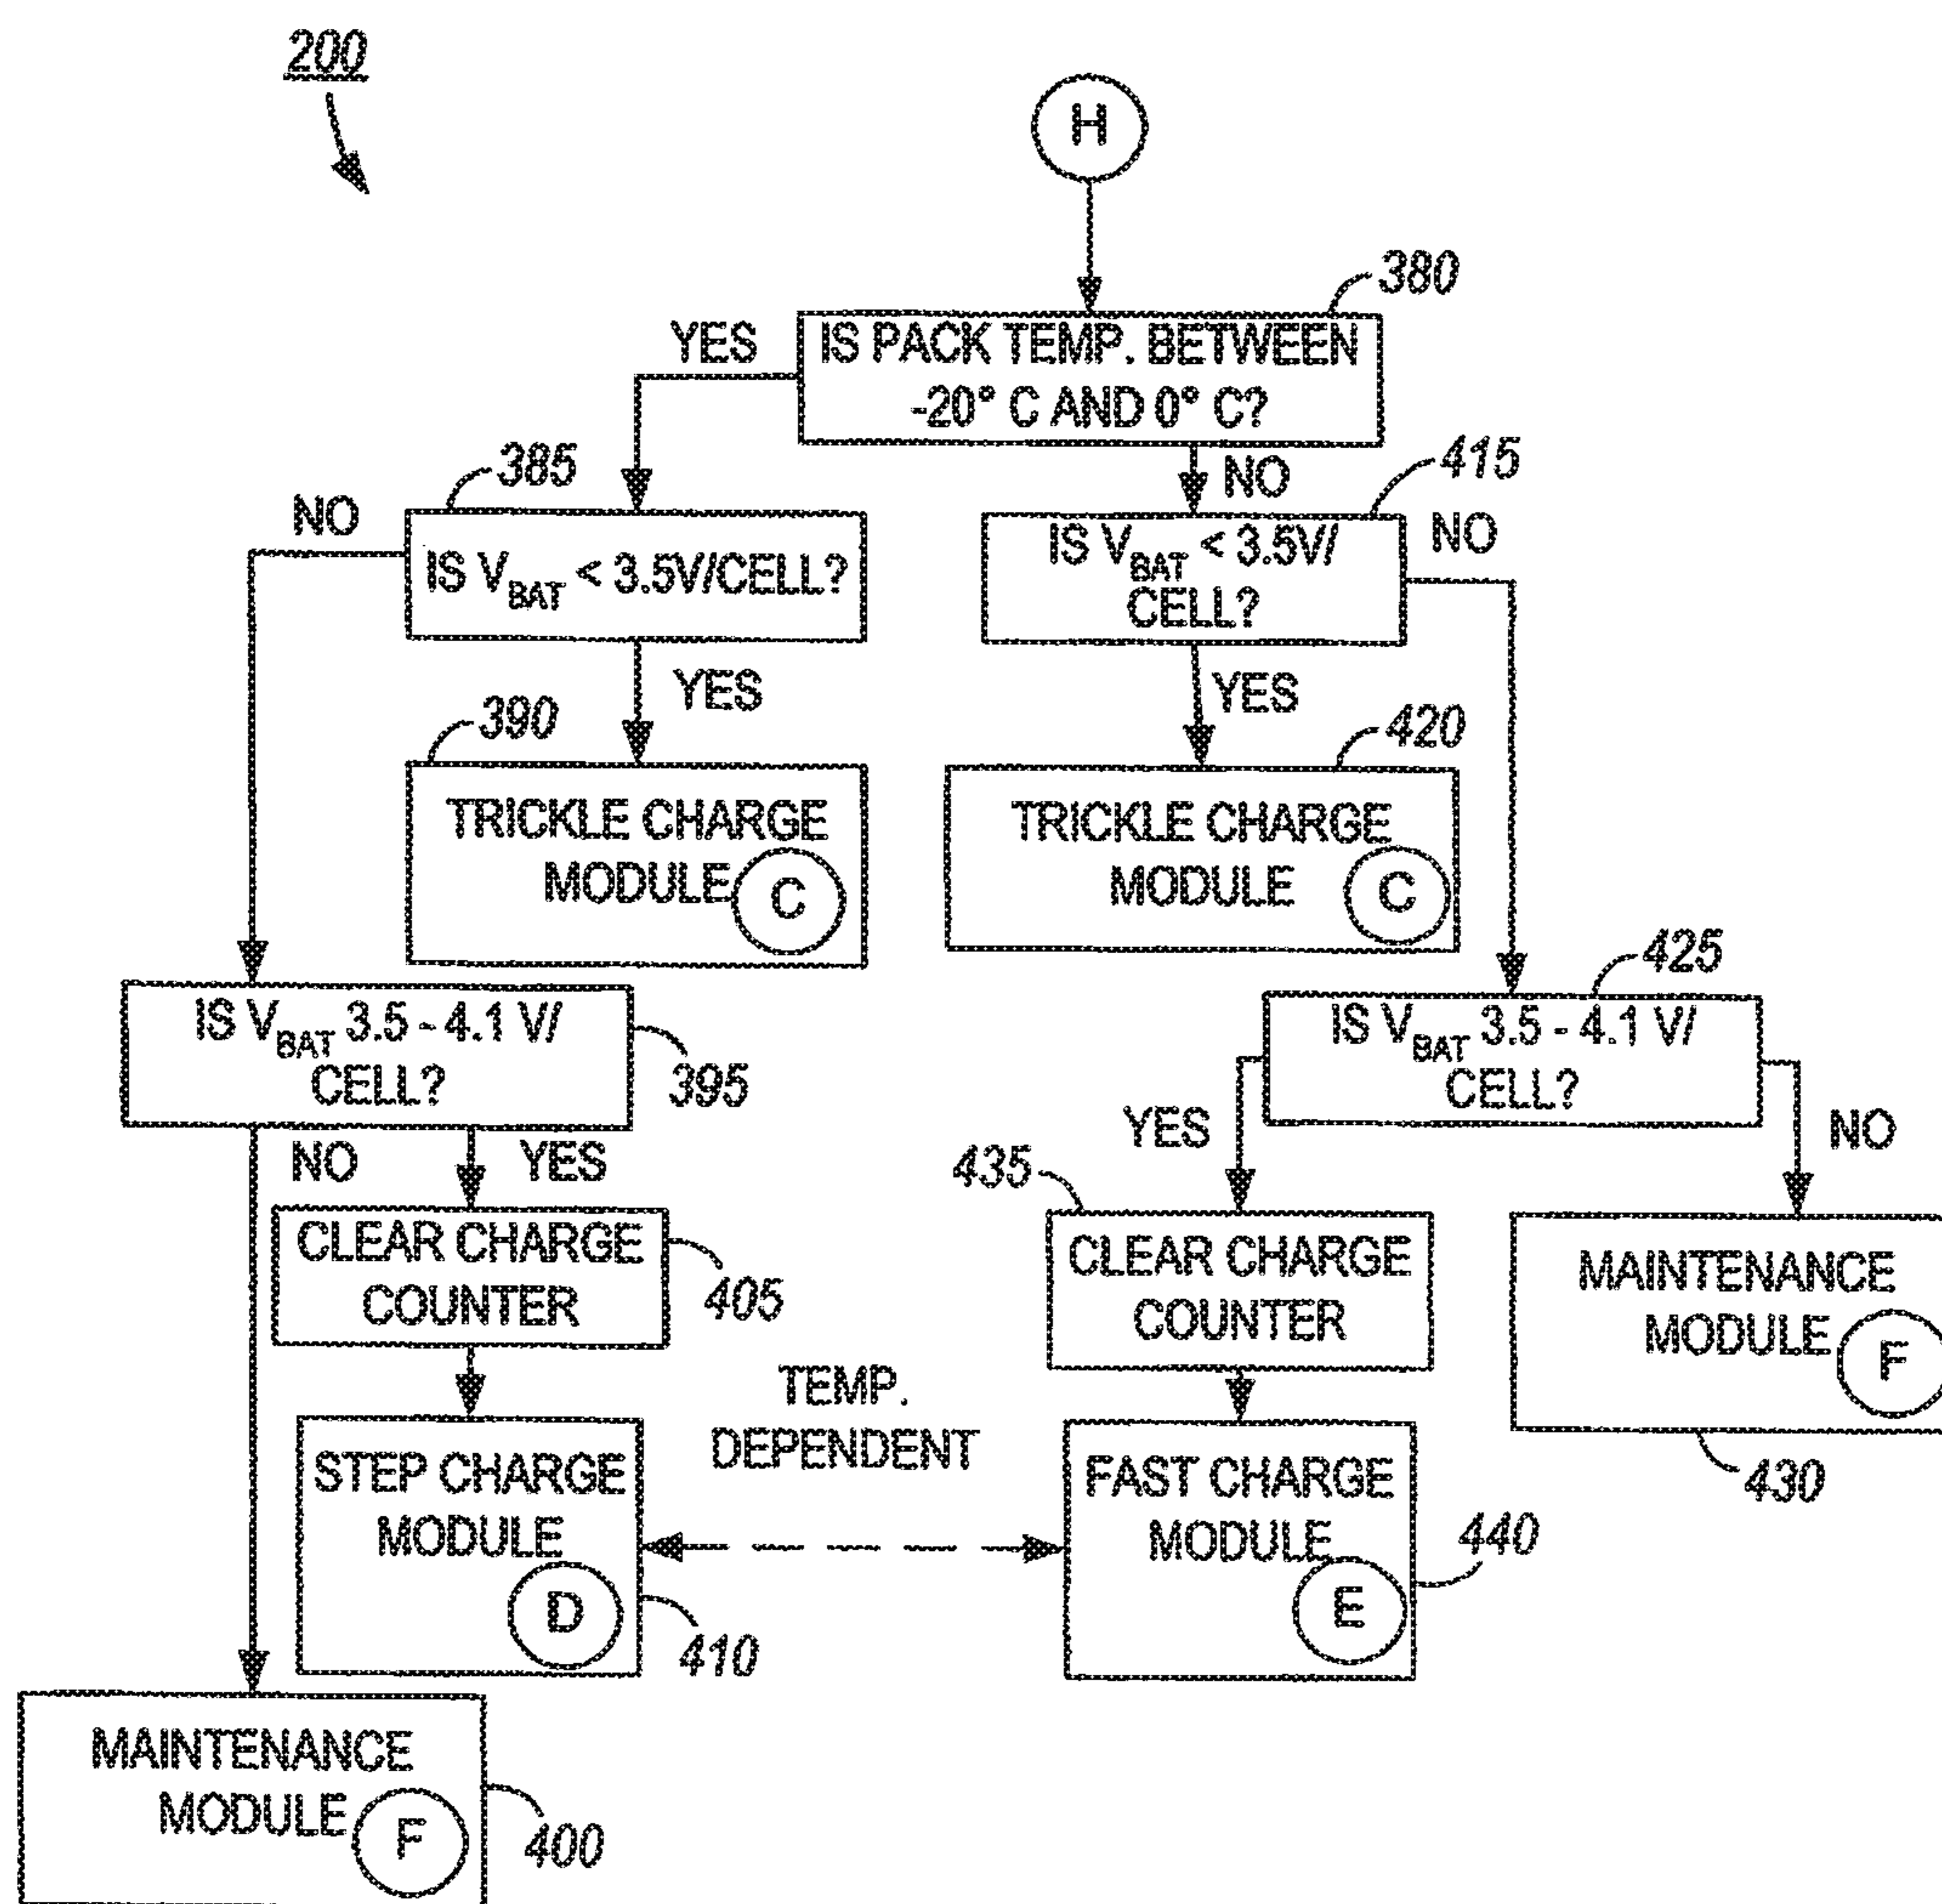 200
H
380
IS PACK TEMP. BETWEEN
-20° C AND 0° C?
YES
NO
385
IS VBAT < 3.5V/CELL?
NO
YES
415
IS VBAT < 3.5V/
CELL?
NO
YES
390
TRICKLE CHARGE
MODULE
C
420
TRICKLE CHARGE
MODULE
C
395
IS VBAT 3.5 - 4.1 V/
CELL?
NO
YES
425
IS VBAT 3.5 - 4.1 V/
CELL?
YES
NO
405
CLEAR CHARGE
COUNTER
435
CLEAR CHARGE
COUNTER
MAINTENANCE
MODULE
F
430
STEP CHARGE
MODULE
D
410
TEMP.
DEPENDENT
FAST CHARGE
MODULE
E
440
MAINTENANCE
MODULE
F
400